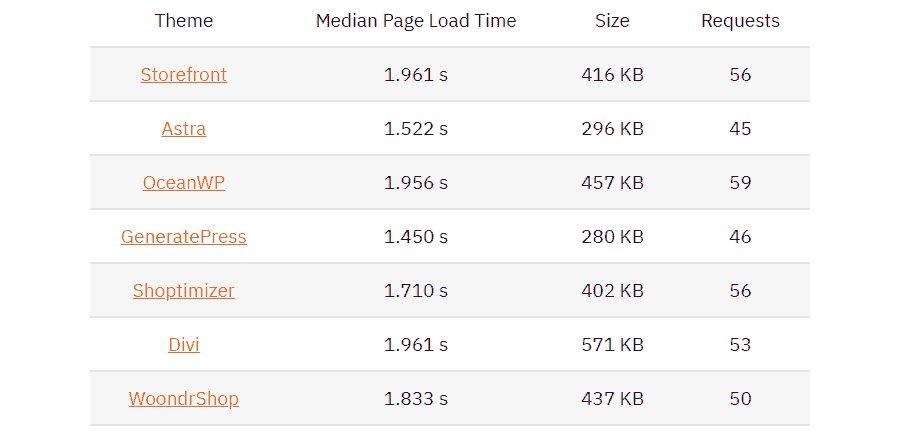 Theme Median Page Load Time Size Requests
Storefront 1.961 s 416 KB 56
Astra 1.522 s 296 KB 45
OceanWP 1.956 s 457 KB 59
GeneratePress 1.450 s 280 KB 46
Shoptimizer 1.710 s 402 KB 56
Divi 1.961 s 571 KB 53
WoondrShop 1.833 s 437 KB 50